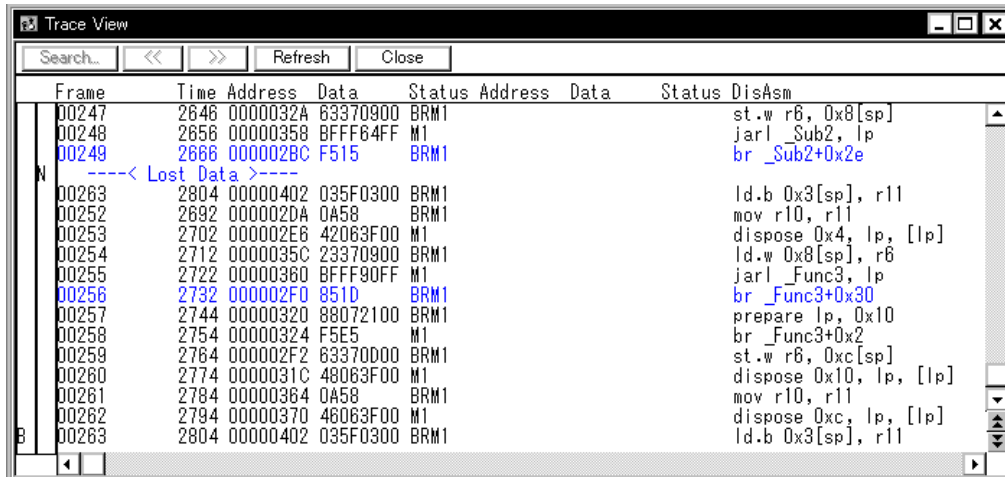 Trace View
Search... << >> Refresh Close
Frame Time Address Data Status Address Data Status DisAsm
00247 2646 0000032A 63370900 BRM1 st.w r6, 0x8[sp]
00248 2656 00000358 BFFF64FF M1 jarl _Sub2, lp
00249 2666 000002BC F515 BRM1 br _Sub2+0x2e
N ----< Lost Data >----
00263 2804 00000402 035F0300 BRM1 ld.b 0x3[sp], r11
00252 2692 000002DA 0A58 BRM1 mov r10, r11
00253 2702 000002E6 42063F00 M1 dispose 0x4, lp, [lp]
00254 2712 0000035C 23370900 BRM1 ld.w 0x8[sp], r6
00255 2722 00000360 BFFF90FF M1 jarl _Func3, lp
00256 2732 000002F0 851D BRM1 br _Func3+0x30
00257 2744 00000320 88072100 BRM1 prepare lp, 0x10
00258 2754 00000324 F5E5 M1 br _Func3+0x2
00259 2764 000002F2 63370D00 BRM1 st.w r6, 0xc[sp]
00260 2774 0000031C 48063F00 M1 dispose 0x10, lp, [lp]
00261 2784 00000364 0A58 BRM1 mov r10, r11
00262 2794 00000370 46063F00 M1 dispose 0xc, lp, [lp]
B 00263 2804 00000402 035F0300 BRM1 ld.b 0x3[sp], r11